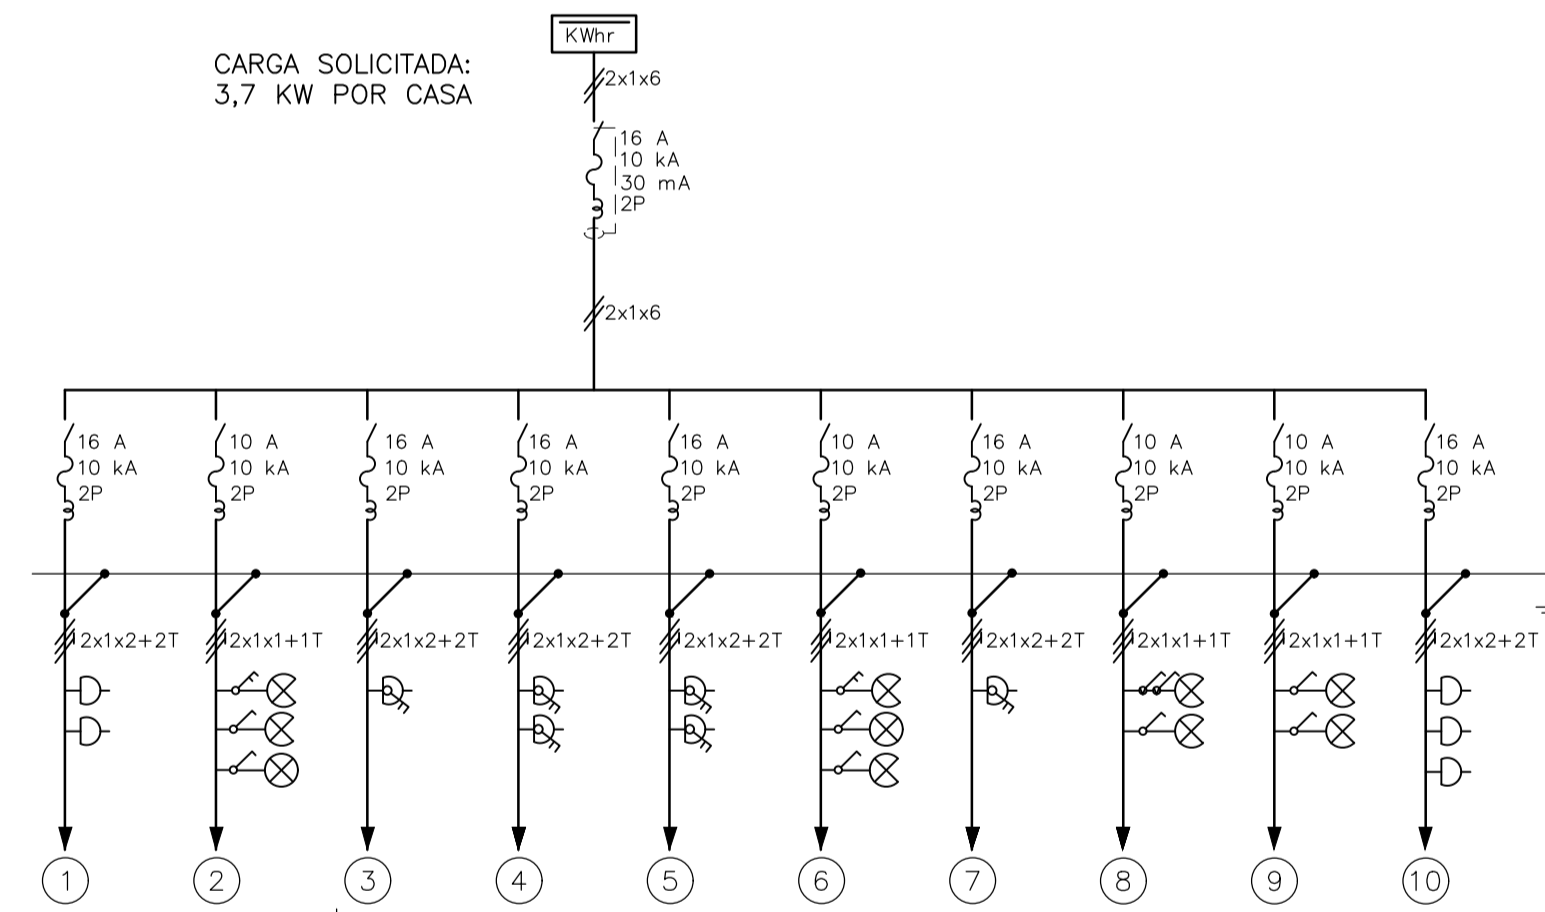 KWhr
CARGA SOLICITADA:
3,7 KW POR CASA
2x1x6
16 A
10 kA
30 mA
2P
2x1x6
16 A
10 kA
2P
10 A
10 kA
2P
16 A
10 kA
2P
16 A
10 kA
2P
16 A
10 kA
2P
10 A
10 kA
2P
16 A
10 kA
2P
10 A
10 kA
2P
10 A
10 kA
2P
16 A
10 kA
2P
2x1x2+2T
2x1x1+1T
2x1x2+2T
2x1x2+2T
2x1x2+2T
2x1x1+1T
2x1x2+2T
2x1x1+1T
2x1x1+1T
2x1x2+2T
1
2
3
4
5
6
7
8
9
10